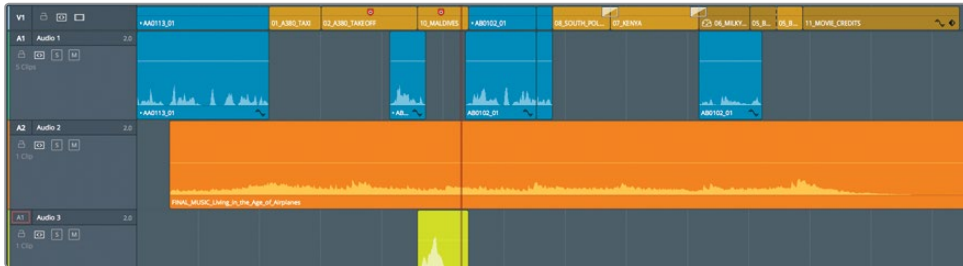 V1
• AA0113_01
01_A380_TAXI
02_A380_TAKEOFF
10_MALDIVES
• AB0102_01
08_SOUTH_POL...
07_KENYA
06_MILKY...
05_B...
05_B...
11_MOVIE_CREDITS
A1 Audio 1 2.0
S M
5 Clips
• AA0113_01
• AB...
AB0102_01
AB0102_01
A2 Audio 2 2.0
S M
1 Clip
FINAL_MUSIC_Living_in_the_Age_of_Airplanes
A1 Audio 3 2.0
S M
1 Clip